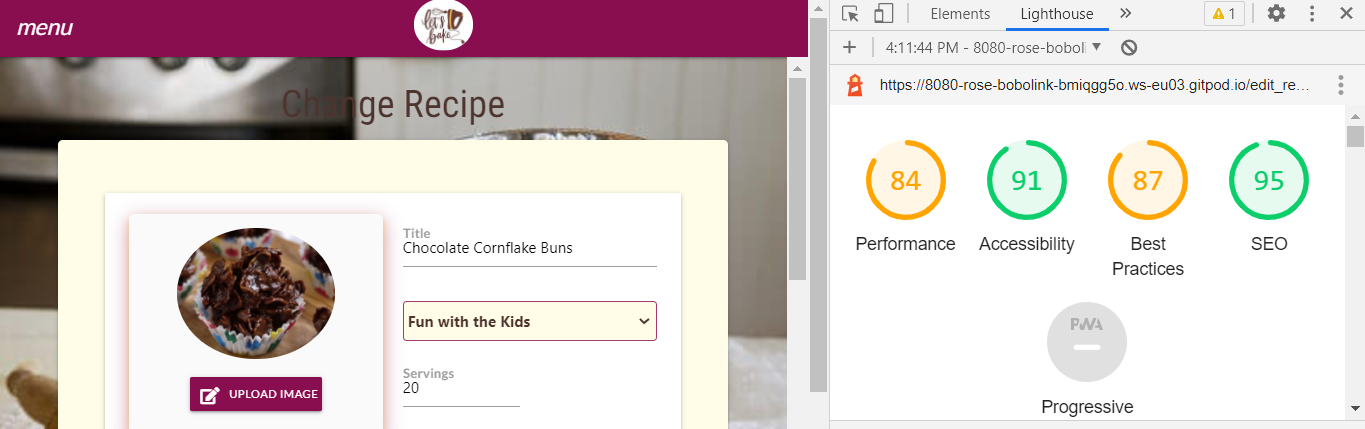 menu
let's
bake
Change Recipe
Title
Chocolate Cornflake Buns
Fun with the Kids
Servings
20
UPLOAD IMAGE
Elements
Lighthouse
1
4:11:44 PM - 8080-rose-boboli
https://8080-rose-bobolink-bmiqgg5o.ws-eu03.gitpod.io/edit_re…
84
91
87
95
Performance
Accessibility
Best
Practices
SEO
PWA
Progressive